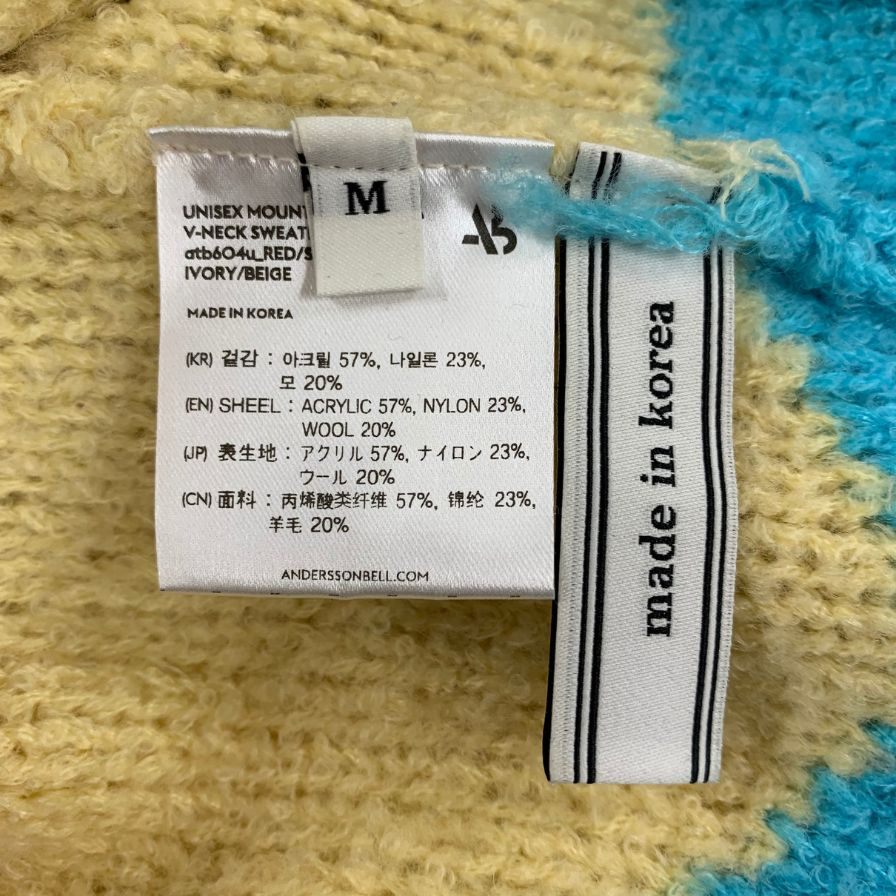 M
UNISEX MOUNT
V-NECK SWEAT
atb604u_RED/S
IVORY/BEIGE
AB
MADE IN KOREA
(KR) 겉감 : 아크릴 57%, 나일론 23%,
모 20%
(EN) SHEEL : ACRYLIC 57%, NYLON 23%,
WOOL 20%
(JP) 表生地 : アクリル 57%, ナイロン 23%,
ウール 20%
(CN) 面料 : 丙烯酸类纤维 57%, 锦纶 23%,
羊毛 20%
ANDERSSONBELL.COM
made in korea